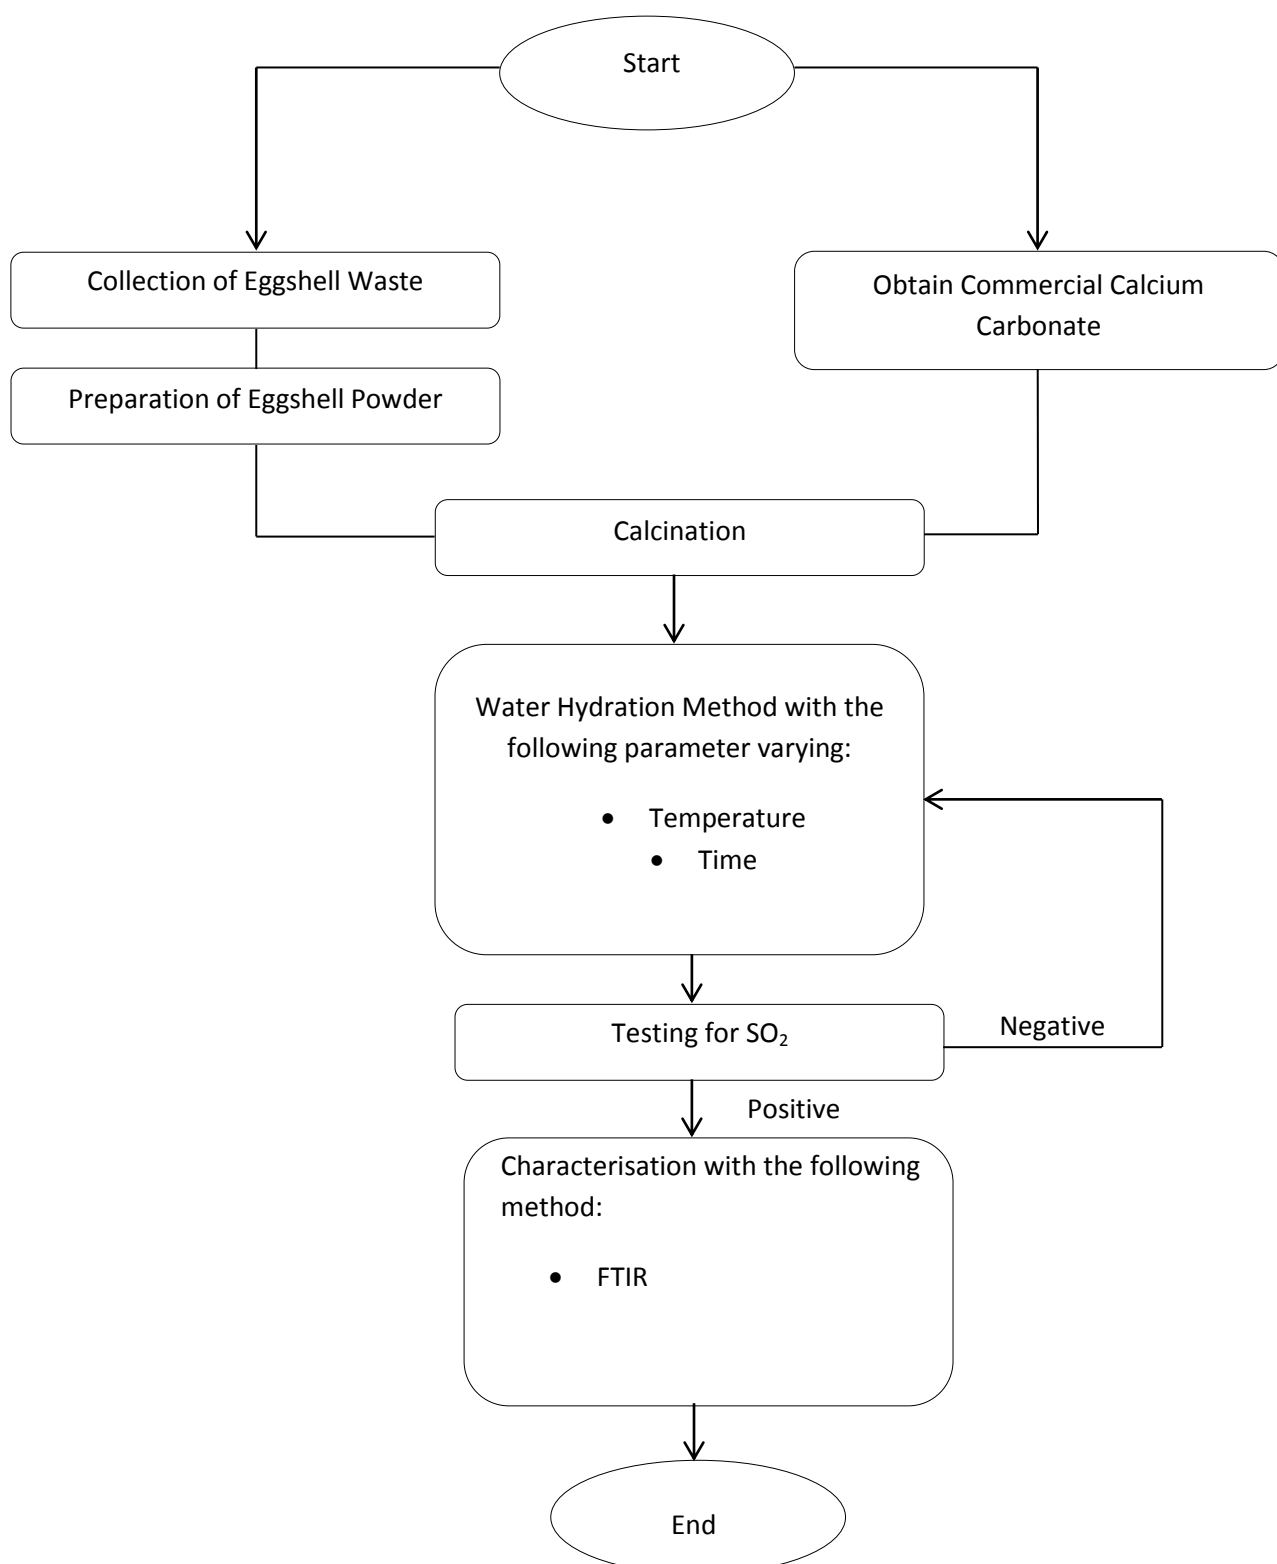 Start
Collection of Eggshell Waste
Obtain Commercial Calcium
Carbonate
Preparation of Eggshell Powder
Calcination
Water Hydration Method with the
following parameter varying:
• Temperature
• Time
Testing for SO₂
Negative
Positive
Characterisation with the following
method:
• FTIR
End